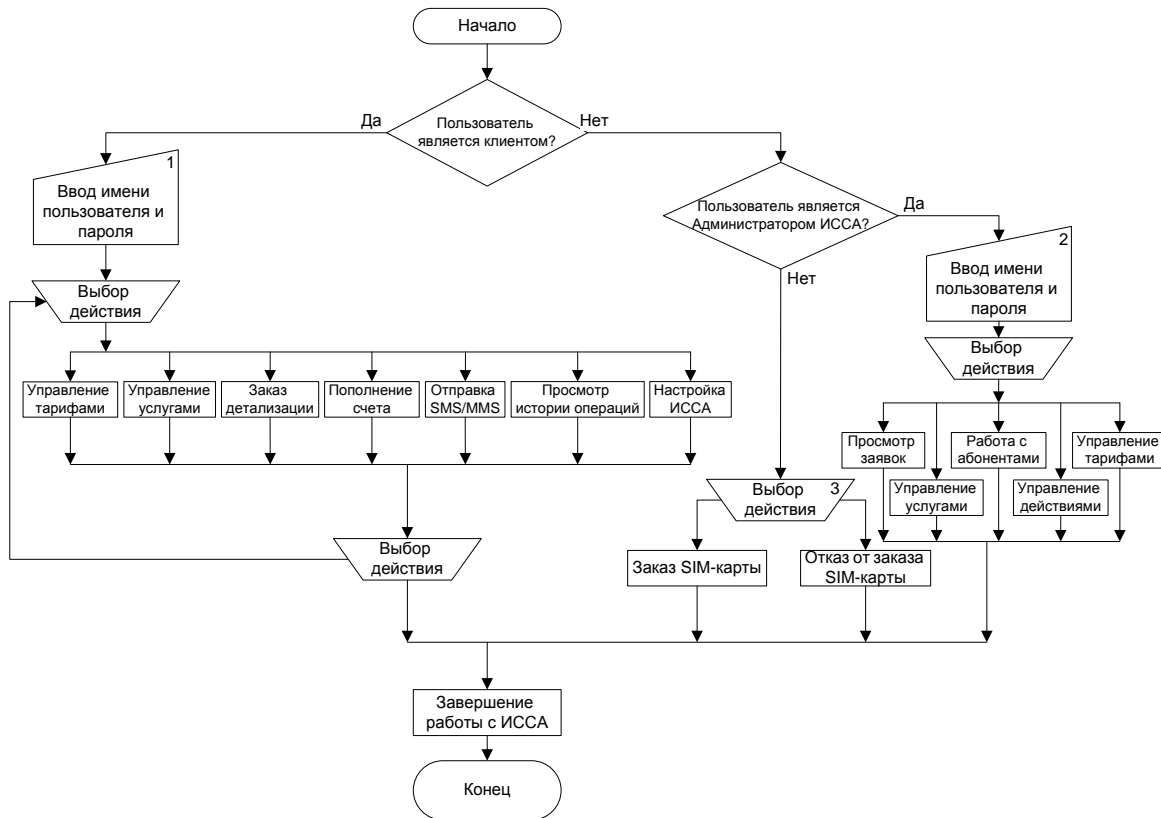 Начало
Пользователь
является клиентом?
Да
Нет
1
Ввод имени
пользователя и
пароля
Пользователь является
Администратором ИССА?
Да
Нет
2
Ввод имени
пользователя и
пароля
Выбор
действия
Выбор
действия
Управление
тарифами
Управление
услугами
Заказ
детализации
Пополнение
счета
Отправка
SMS/MMS
Просмотр
истории операций
Настройка
ИССА
Просмотр
заявок
Работа с
абонентами
Управление
тарифами
Управление
услугами
Управление
действиями
Выбор
действия
3
Выбор
действия
Заказ SIM-карты
Отказ от заказа
SIM-карты
Завершение
работы с ИССА
Конец